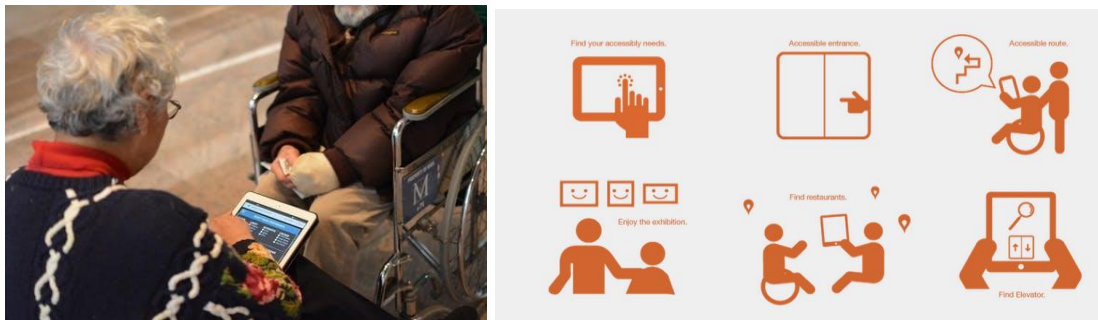 M
Find your accessibly needs.
Accessible entrance.
Accessible route.
Enjoy the exhibition.
Find restaurants.
Find Elevator.